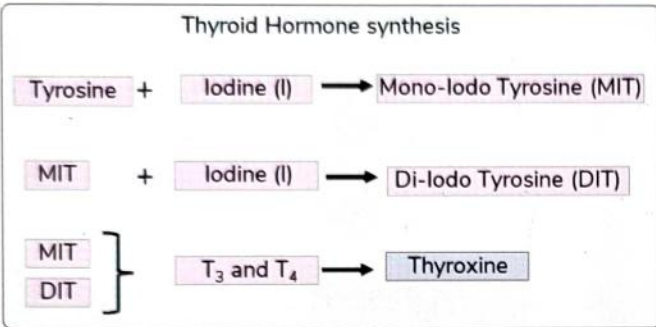 Thyroid Hormone synthesis
Tyrosine + Iodine (I) → Mono-Iodo Tyrosine (MIT)
MIT + Iodine (I) → Di-Iodo Tyrosine (DIT)
MIT
DIT } T₃ and T₄ → Thyroxine